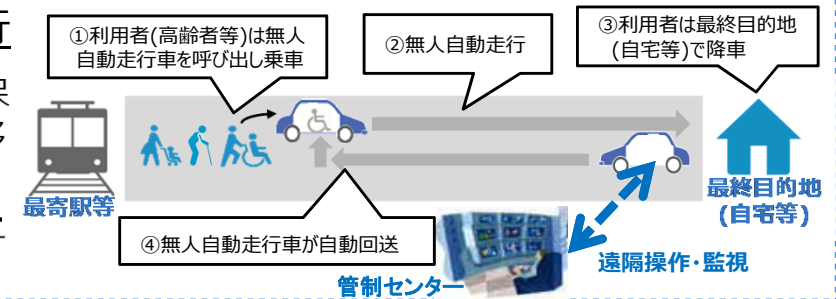 行
①利用者(高齢者等)は無人
自動走行車を呼び出し乗車
②無人自動走行
③利用者は最終目的地
(自宅等)で降車
最寄駅等
最終目的地
(自宅等)
④無人自動走行車が自動回送
管制センター
遠隔操作・監視